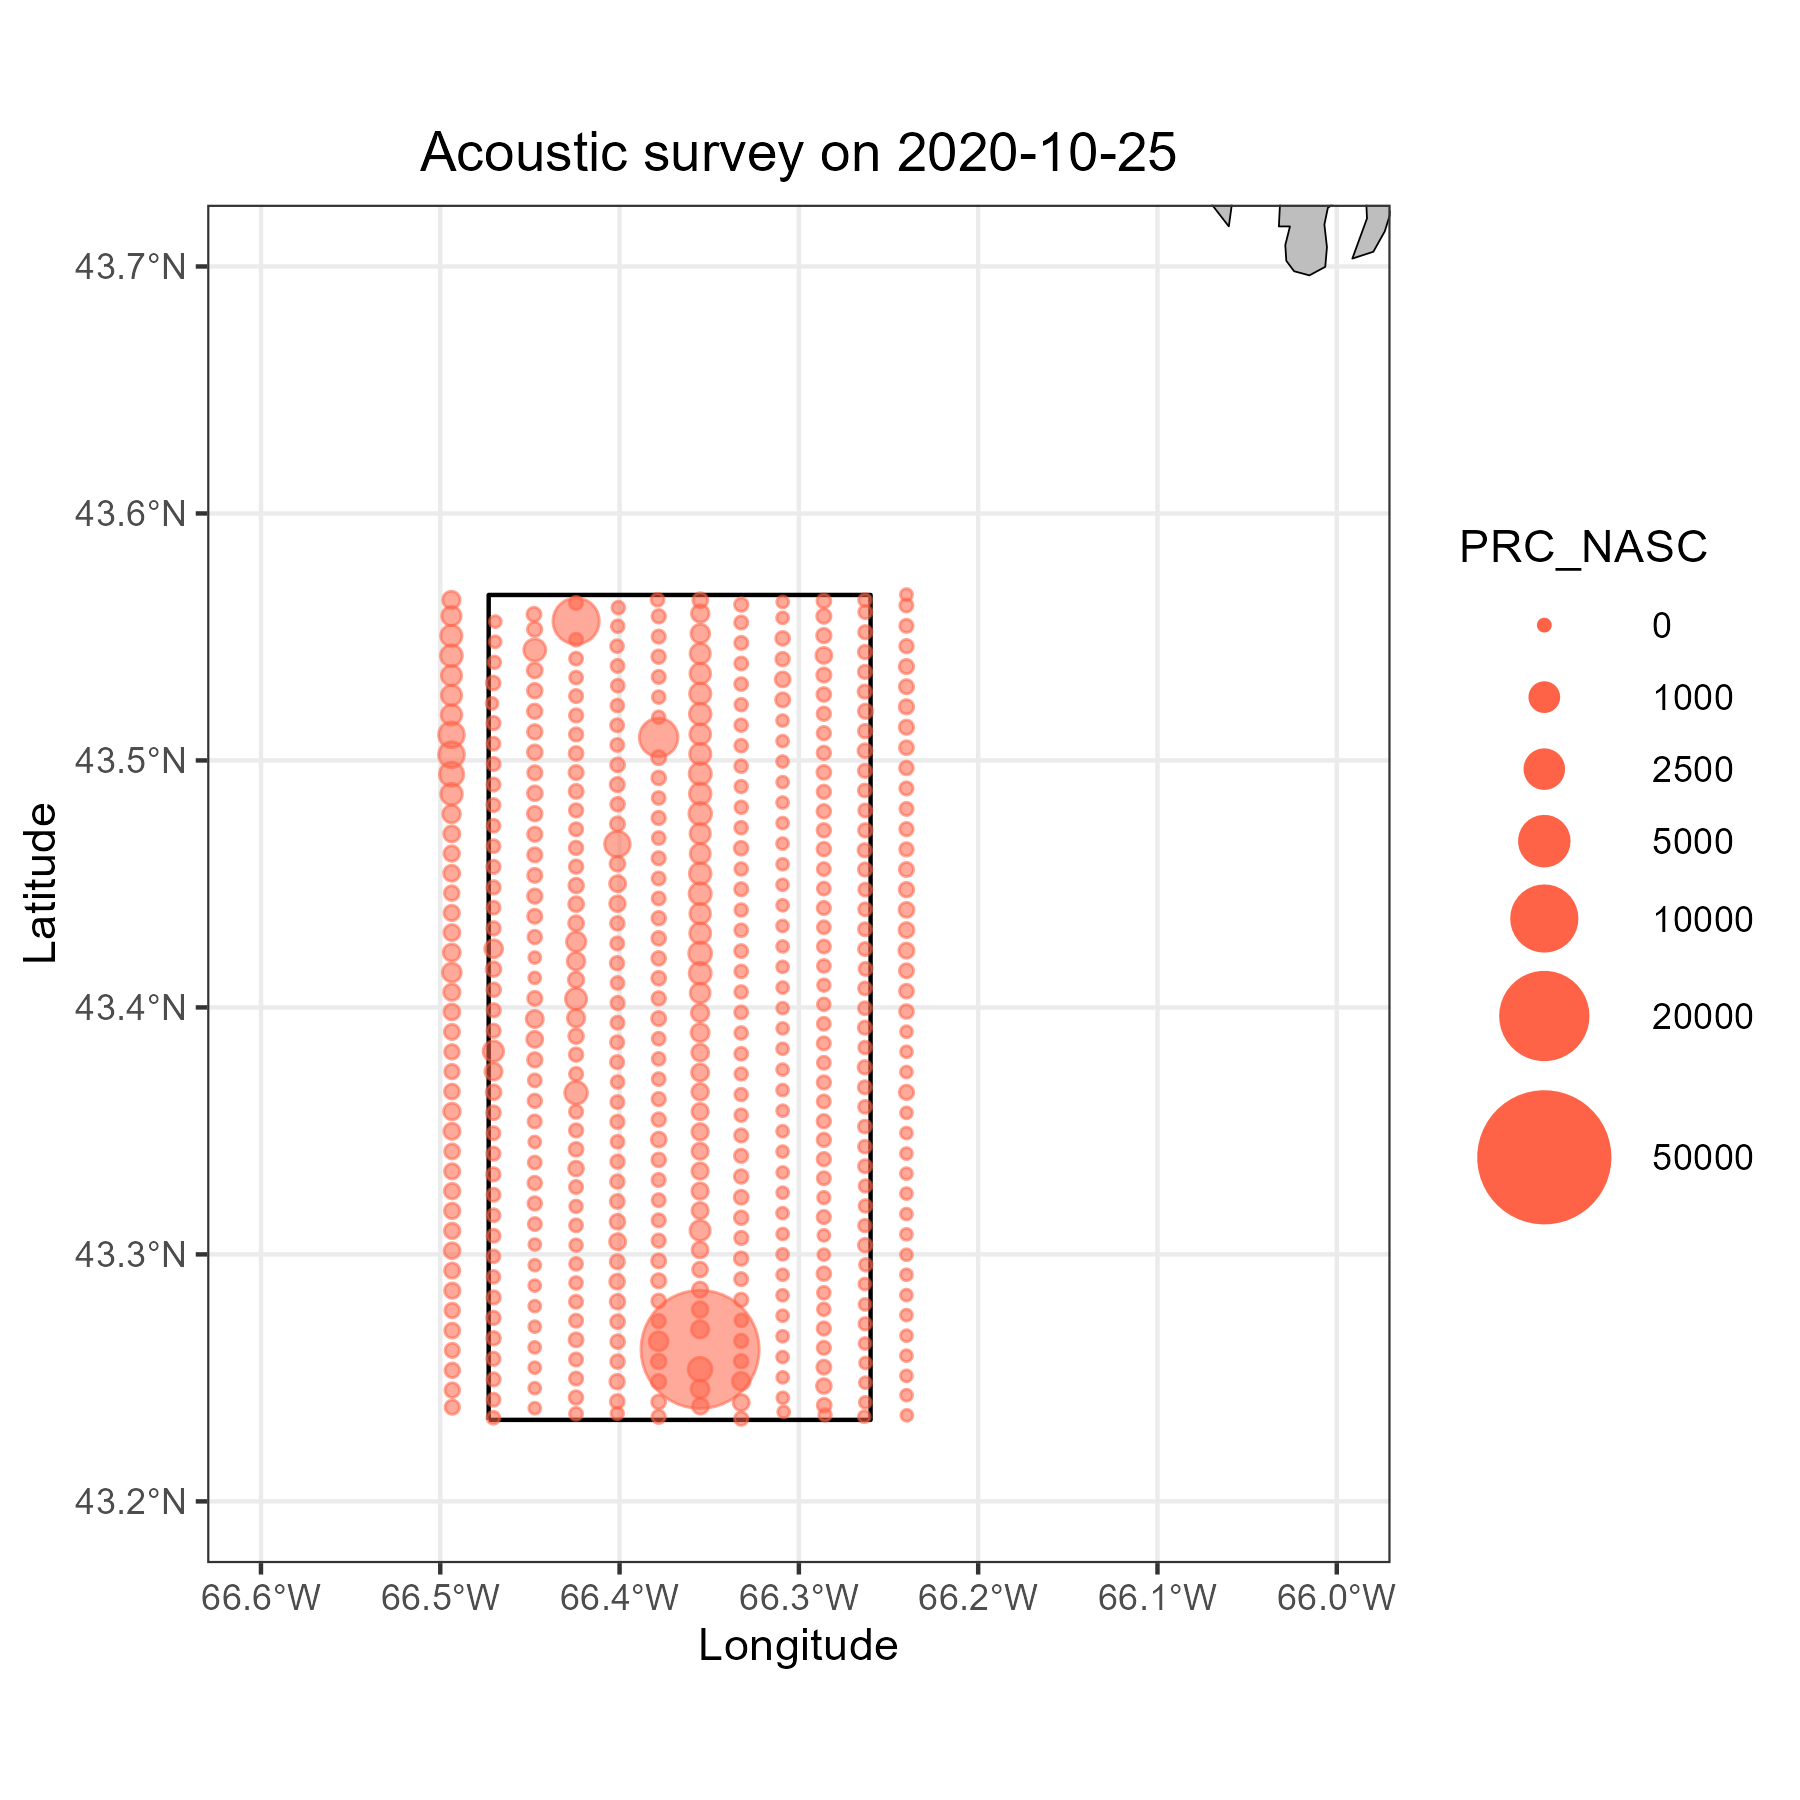 Acoustic survey on 2020-10-25
43.7°N
43.6°N
43.5°N
43.4°N
43.3°N
43.2°N
Latitude
66.6°W
66.5°W
66.4°W
66.3°W
66.2°W
66.1°W
66.0°W
Longitude
PRC_NASC
0
1000
2500
5000
10000
20000
50000